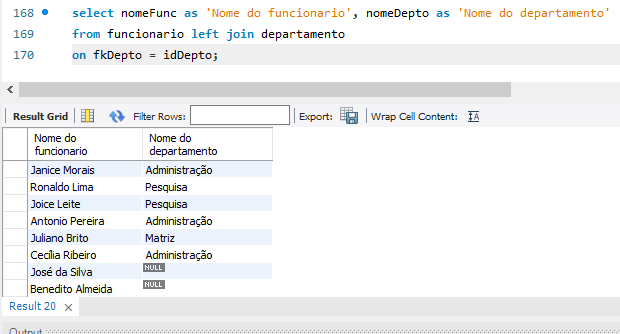 168 select nomeFunc as 'Nome do funcionario', nomeDepto as 'Nome do departamento'
169 from funcionario left join departamento
170 on fkDepto = idDepto;
Result Grid Filter Rows: Export: Wrap Cell Content: IA
Nome do funcionario Nome do departamento
Janice Morais Administração
Ronaldo Lima Pesquisa
Joice Leite Pesquisa
Antonio Pereira Administração
Juliano Brito Matriz
Cecília Ribeiro Administração
José da Silva NULL
Benedito Almeida NULL
Result 20 ×
Output